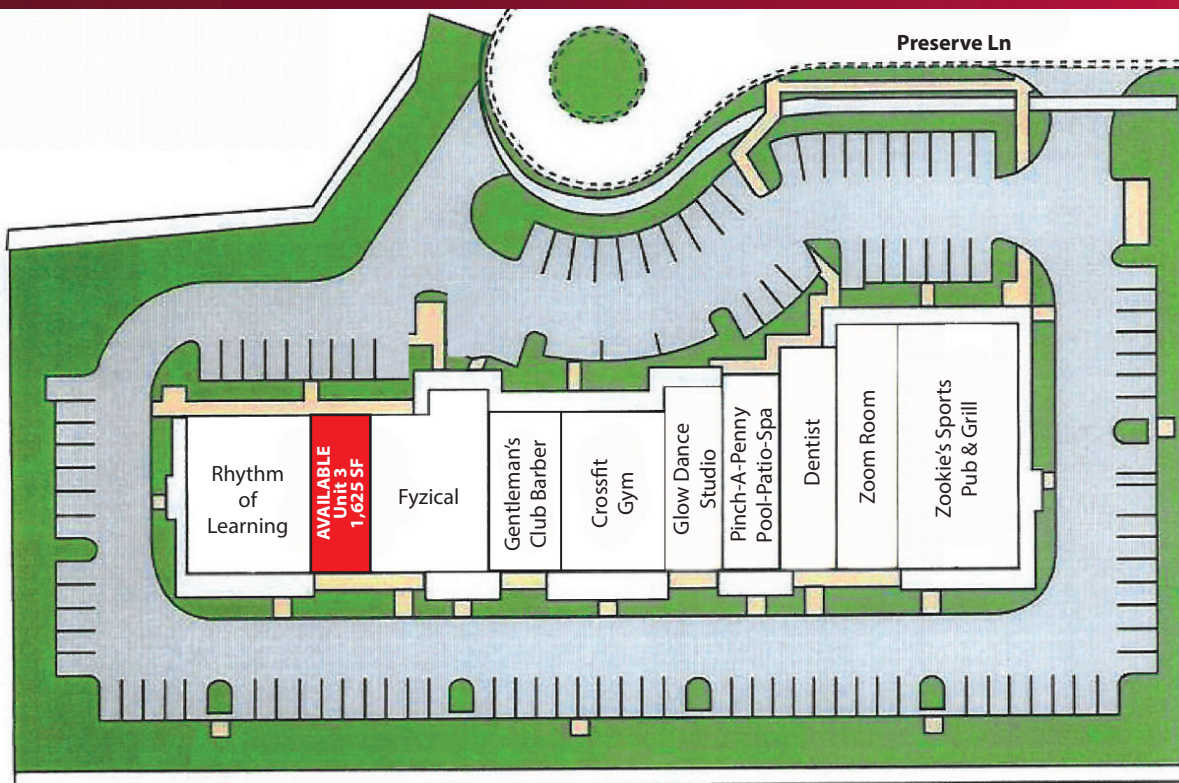 Preserve Ln
Rhythm
of
Learning
AVAILABLE
Unit 3
1,625 SF
Fyzical
Gentleman's
Club Barber
Crossfit
Gym
Glow Dance
Studio
Pinch-A-Penny
Pool-Patio-Spa
Dentist
Zoom Room
Zookie's Sports
Pub & Grill